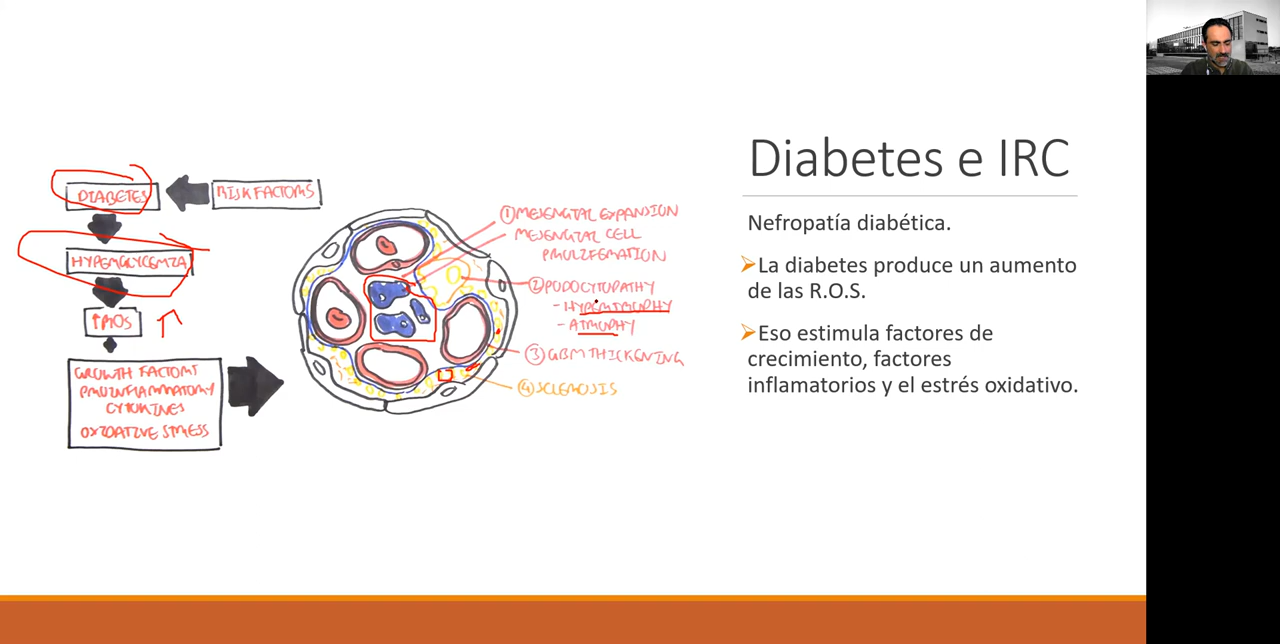 Diabetes e IRC
Nefropatía diabética.
La diabetes produce un aumento
de las R.O.S.
Eso estimula factores de
crecimiento, factores
inflamatorios y el estrés oxidativo.
DIABETES
RISK FACTORS
HYPERGLYCEMIA
↑ROS
GROWTH FACTORS
PROINFLAMMATORY
CYTOKINES
OXIDATIVE STRESS
① MESENGIAL EXPANSION
MESENGIAL CELL
PROLIFERATION
② PODOCYTOPATHY
- HYPERTROPHY
- ATROPHY
③ GBM THICKENING
④ SCLEROSIS